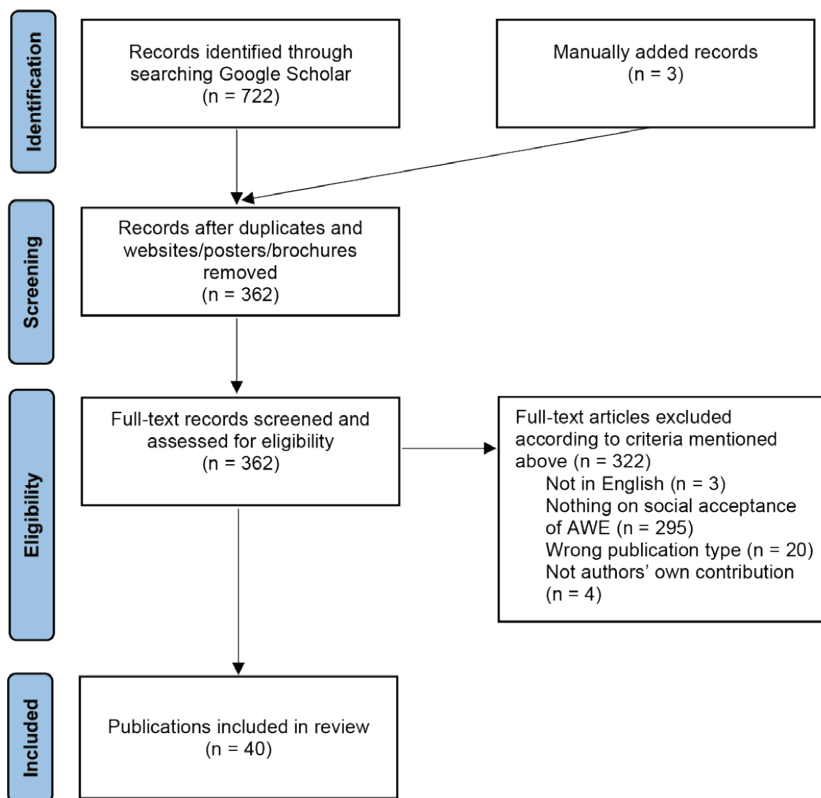 Identification
Records identified through
searching Google Scholar
(n = 722)
Manually added records
(n = 3)
Screening
Records after duplicates and
websites/posters/brochures
removed
(n = 362)
Eligibility
Full-text records screened and
assessed for eligibility
(n = 362)
Full-text articles excluded
according to criteria mentioned
above (n = 322)
Not in English (n = 3)
Nothing on social acceptance
of AWE (n = 295)
Wrong publication type (n = 20)
Not authors’ own contribution
(n = 4)
Included
Publications included in review
(n = 40)